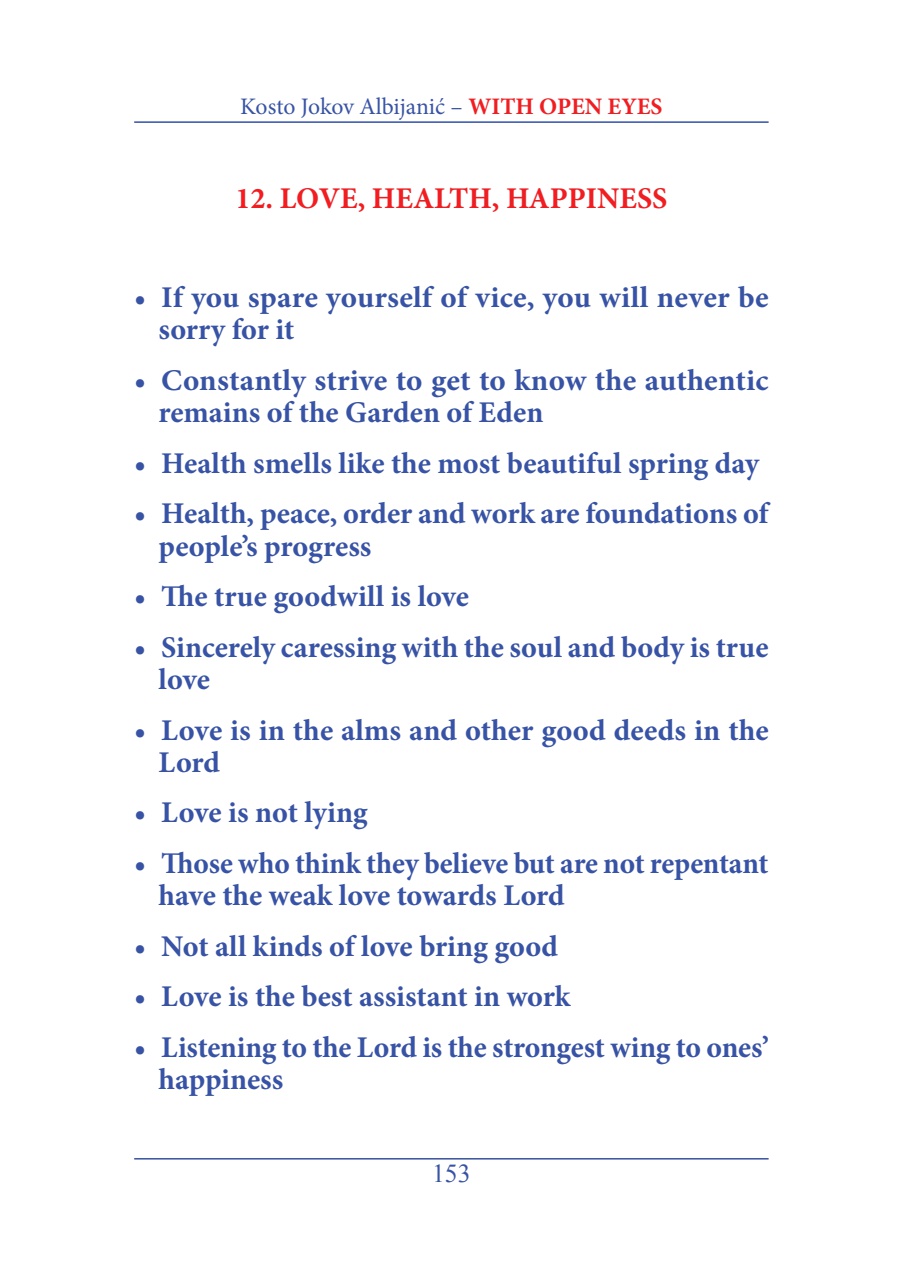 Kosto Jokov Albijanić – WITH OPEN EYES
12. LOVE, HEALTH, HAPPINESS
• If you spare yourself of vice, you will never be
sorry for it
• Constantly strive to get to know the authentic
remains of the Garden of Eden
• Health smells like the most beautiful spring day
• Health, peace, order and work are foundations of
people’s progress
• The true goodwill is love
• Sincerely caressing with the soul and body is true
love
• Love is in the alms and other good deeds in the
Lord
• Love is not lying
• Those who think they believe but are not repentant
have the weak love towards Lord
• Not all kinds of love bring good
• Love is the best assistant in work
• Listening to the Lord is the strongest wing to ones’
happiness
153